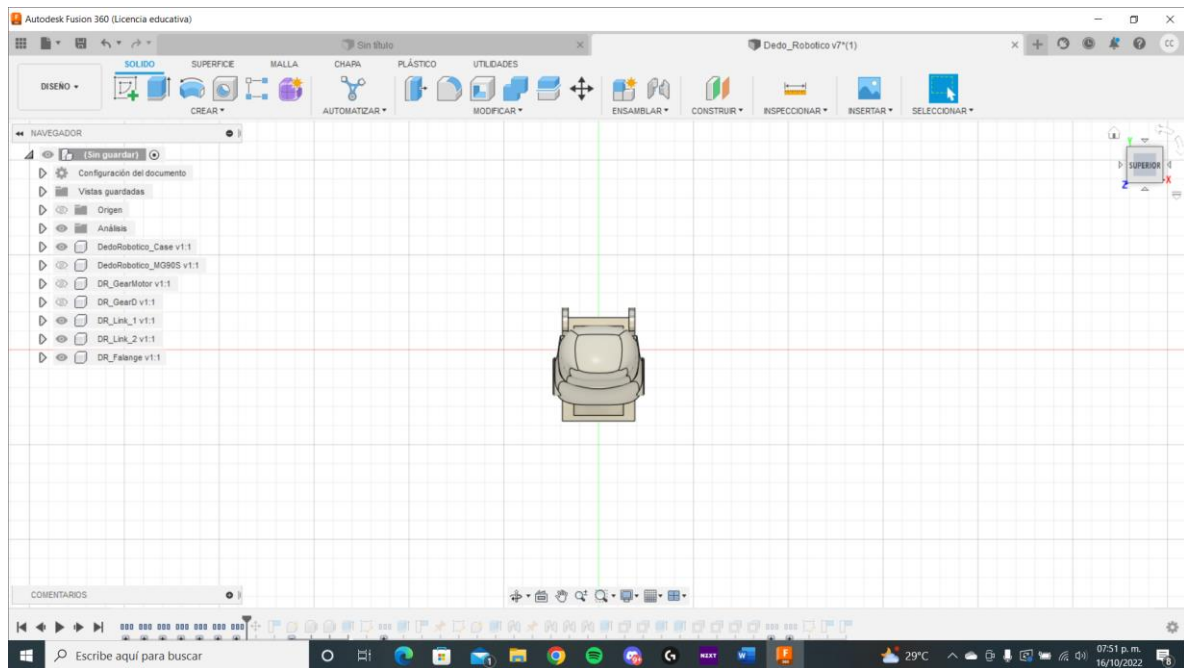 Autodesk Fusion 360 (Licencia educativa)
Sin título
Dedo_Robotico v7*(1)
CC
SOLIDO SUPERFICIE MALLA CHAPA PLÁSTICO UTILIDADES
DISEÑO
CREAR AUTOMATIZAR MODIFICAR ENSAMBLAR CONSTRUIR INSPECCIONAR INSERTAR SELECCIONAR
NAVEGADOR
(Sin guardar)
Configuración del documento
Vistas guardadas
Origen
Análisis
DedoRobotico_Case v1:1
DedoRobotico_MG90S v1:1
DR_GearMotor v1:1
DR_GearD v1:1
DR_Link_1 v1:1
DR_Link_2 v1:1
DR_Falange v1:1
Y
SUPERIOR
X
Z
COMENTARIOS
Escribe aquí para buscar
NZXT
29°C
07:51 p. m.
16/10/2022